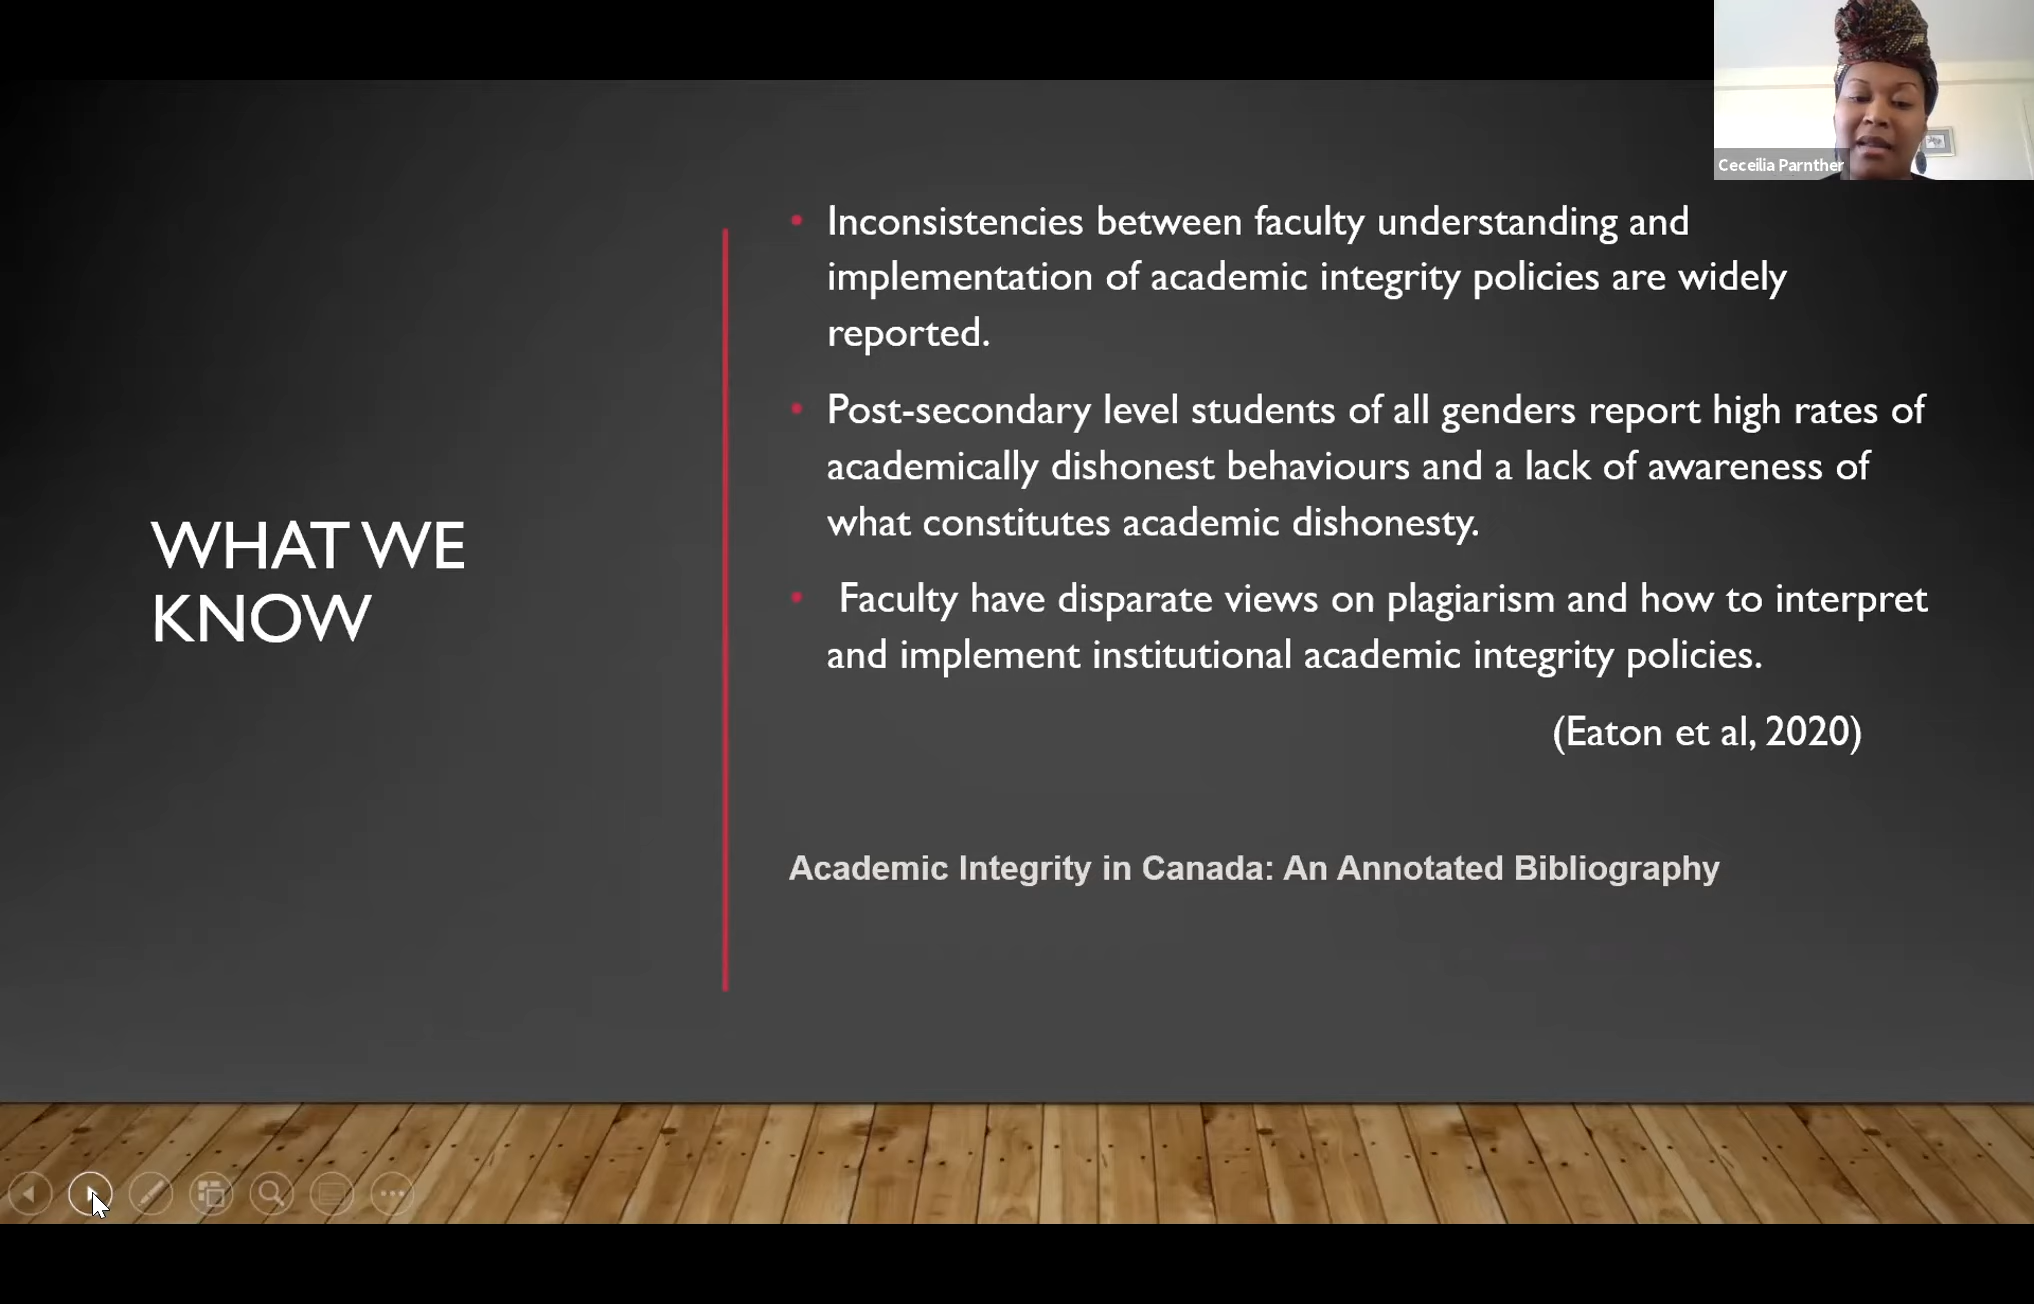 Ceceilia Parnther
WHAT WE
KNOW
• Inconsistencies between faculty understanding and
implementation of academic integrity policies are widely
reported.
• Post-secondary level students of all genders report high rates of
academically dishonest behaviours and a lack of awareness of
what constitutes academic dishonesty.
• Faculty have disparate views on plagiarism and how to interpret
and implement institutional academic integrity policies.
(Eaton et al, 2020)
Academic Integrity in Canada: An Annotated Bibliography